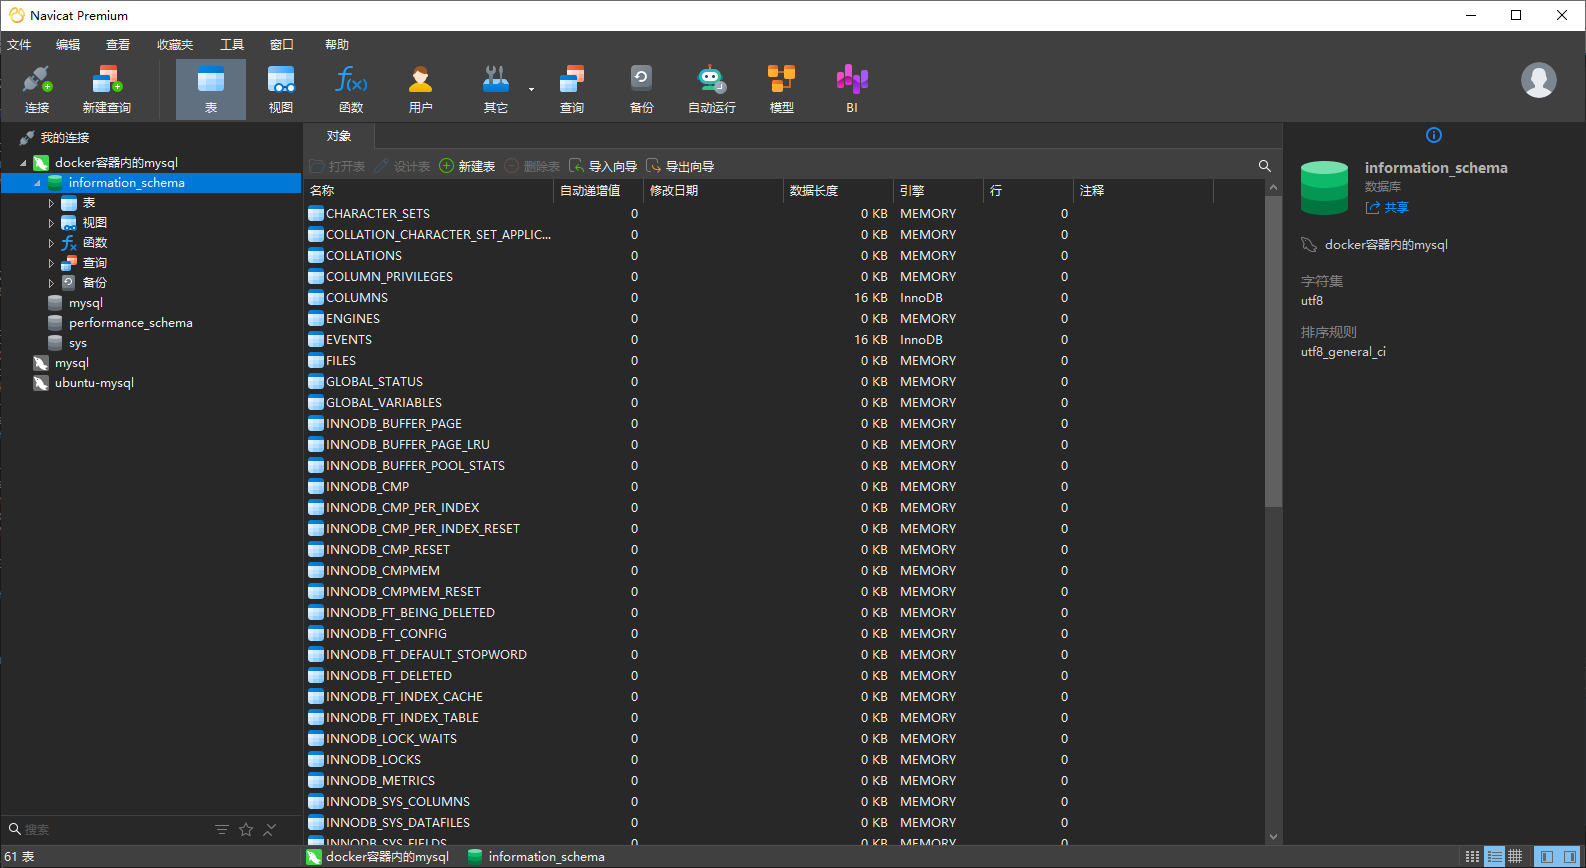 Navicat Premium
文件 编辑 查看 收藏夹 工具 窗口 帮助
连接 新建查询 表 视图 函数 用户 其它 查询 备份 自动运行 模型 BI
我的连接
docker容器内的mysql
information_schema
表
视图
函数
查询
备份
mysql
performance_schema
sys
mysql
ubuntu-mysql
搜索
61 表
对象
打开表 设计表 新建表 删除表 导入向导 导出向导
名称 自动递增值 修改日期 数据长度 引擎 行 注释
CHARACTER_SETS 0 0 KB MEMORY 0
COLLATION_CHARACTER_SET_APPLIC... 0 0 KB MEMORY 0
COLLATIONS 0 0 KB MEMORY 0
COLUMN_PRIVILEGES 0 0 KB MEMORY 0
COLUMNS 0 16 KB InnoDB 0
ENGINES 0 0 KB MEMORY 0
EVENTS 0 16 KB InnoDB 0
FILES 0 0 KB MEMORY 0
GLOBAL_STATUS 0 0 KB MEMORY 0
GLOBAL_VARIABLES 0 0 KB MEMORY 0
INNODB_BUFFER_PAGE 0 0 KB MEMORY 0
INNODB_BUFFER_PAGE_LRU 0 0 KB MEMORY 0
INNODB_BUFFER_POOL_STATS 0 0 KB MEMORY 0
INNODB_CMP 0 0 KB MEMORY 0
INNODB_CMP_PER_INDEX 0 0 KB MEMORY 0
INNODB_CMP_PER_INDEX_RESET 0 0 KB MEMORY 0
INNODB_CMP_RESET 0 0 KB MEMORY 0
INNODB_CMPMEM 0 0 KB MEMORY 0
INNODB_CMPMEM_RESET 0 0 KB MEMORY 0
INNODB_FT_BEING_DELETED 0 0 KB MEMORY 0
INNODB_FT_CONFIG 0 0 KB MEMORY 0
INNODB_FT_DEFAULT_STOPWORD 0 0 KB MEMORY 0
INNODB_FT_DELETED 0 0 KB MEMORY 0
INNODB_FT_INDEX_CACHE 0 0 KB MEMORY 0
INNODB_FT_INDEX_TABLE 0 0 KB MEMORY 0
INNODB_LOCK_WAITS 0 0 KB MEMORY 0
INNODB_LOCKS 0 0 KB MEMORY 0
INNODB_METRICS 0 0 KB MEMORY 0
INNODB_SYS_COLUMNS 0 0 KB MEMORY 0
INNODB_SYS_DATAFILES 0 0 KB MEMORY 0
INNODB_SYS_FIELDS 0 0 KB MEMORY 0
docker容器内的mysql information_schema
information_schema
数据库
共享
docker容器内的mysql
字符集
utf8
排序规则
utf8_general_ci